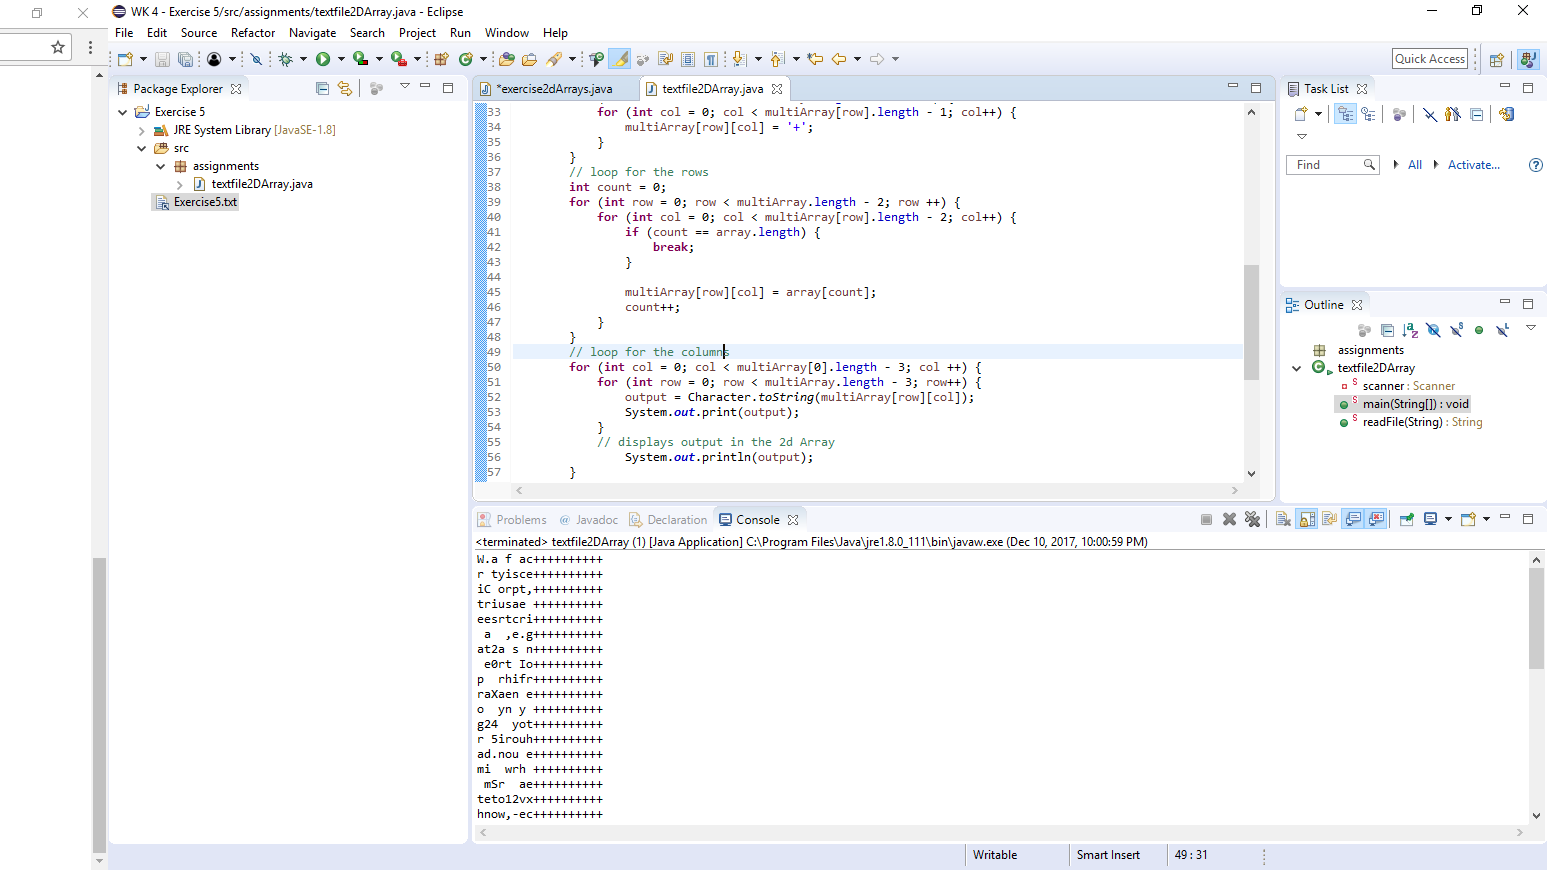 WK 4 - Exercise 5/src/assignments/textfile2DArray.java - Eclipse
File Edit Source Refactor Navigate Search Project Run Window Help
Quick Access
Package Explorer
Exercise 5
JRE System Library [JavaSE-1.8]
src
assignments
textfile2DArray.java
Exercise5.txt
*exercise2dArrays.java textfile2DArray.java
33 for (int col = 0; col < multiArray[row].length - 1; col++) {
34 multiArray[row][col] = '+';
35 }
36 }
37 // loop for the rows
38 int count = 0;
39 for (int row = 0; row < multiArray.length - 2; row ++) {
40 for (int col = 0; col < multiArray[row].length - 2; col++) {
41 if (count == array.length) {
42 break;
43 }
44
45 multiArray[row][col] = array[count];
46 count++;
47 }
48 }
49 // loop for the columns
50 for (int col = 0; col < multiArray[0].length - 3; col ++) {
51 for (int row = 0; row < multiArray.length - 3; row++) {
52 output = Character.toString(multiArray[row][col]);
53 System.out.print(output);
54 }
55 // displays output in the 2d Array
56 System.out.println(output);
57 }
Task List
Find All Activate...
Outline
assignments
textfile2DArray
scanner : Scanner
main(String[]) : void
readFile(String) : String
Problems @ Javadoc Declaration Console
<terminated> textfile2DArray (1) [Java Application] C:\Program Files\Java\jre1.8.0_111\bin\javaw.exe (Dec 10, 2017, 10:00:59 PM)
W.a f ac++++++++++
r tyisce++++++++++
iC orpt,++++++++++
triusae ++++++++++
eesrtcri++++++++++
 a  ,e.g++++++++++
at2a s n++++++++++
 e0rt Io++++++++++
p  rhifr++++++++++
raXaen e++++++++++
o  yn y ++++++++++
g24  yot++++++++++
r 5irouh++++++++++
ad.nou e++++++++++
mi  wrh ++++++++++
 mSr  ae++++++++++
teto12vx++++++++++
hnow,-ec++++++++++
Writable Smart Insert 49 : 31